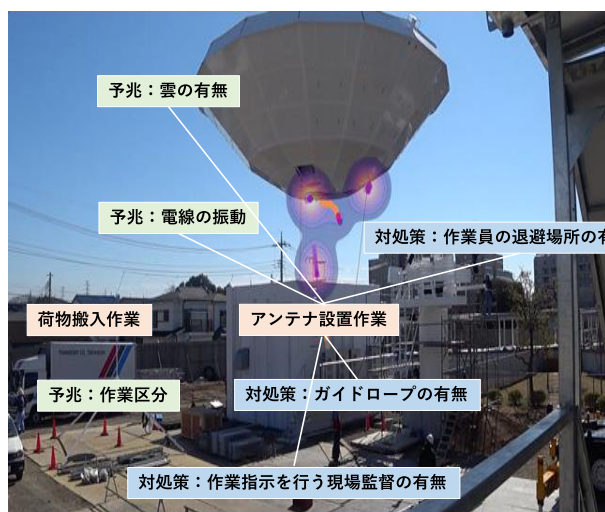 予兆：雲の有無
予兆：電線の振動
対処策：作業員の退避場所の有
荷物搬入作業
アンテナ設置作業
予兆：作業区分
対処策：ガイドロープの有無
対処策：作業指示を行う現場監督の有無